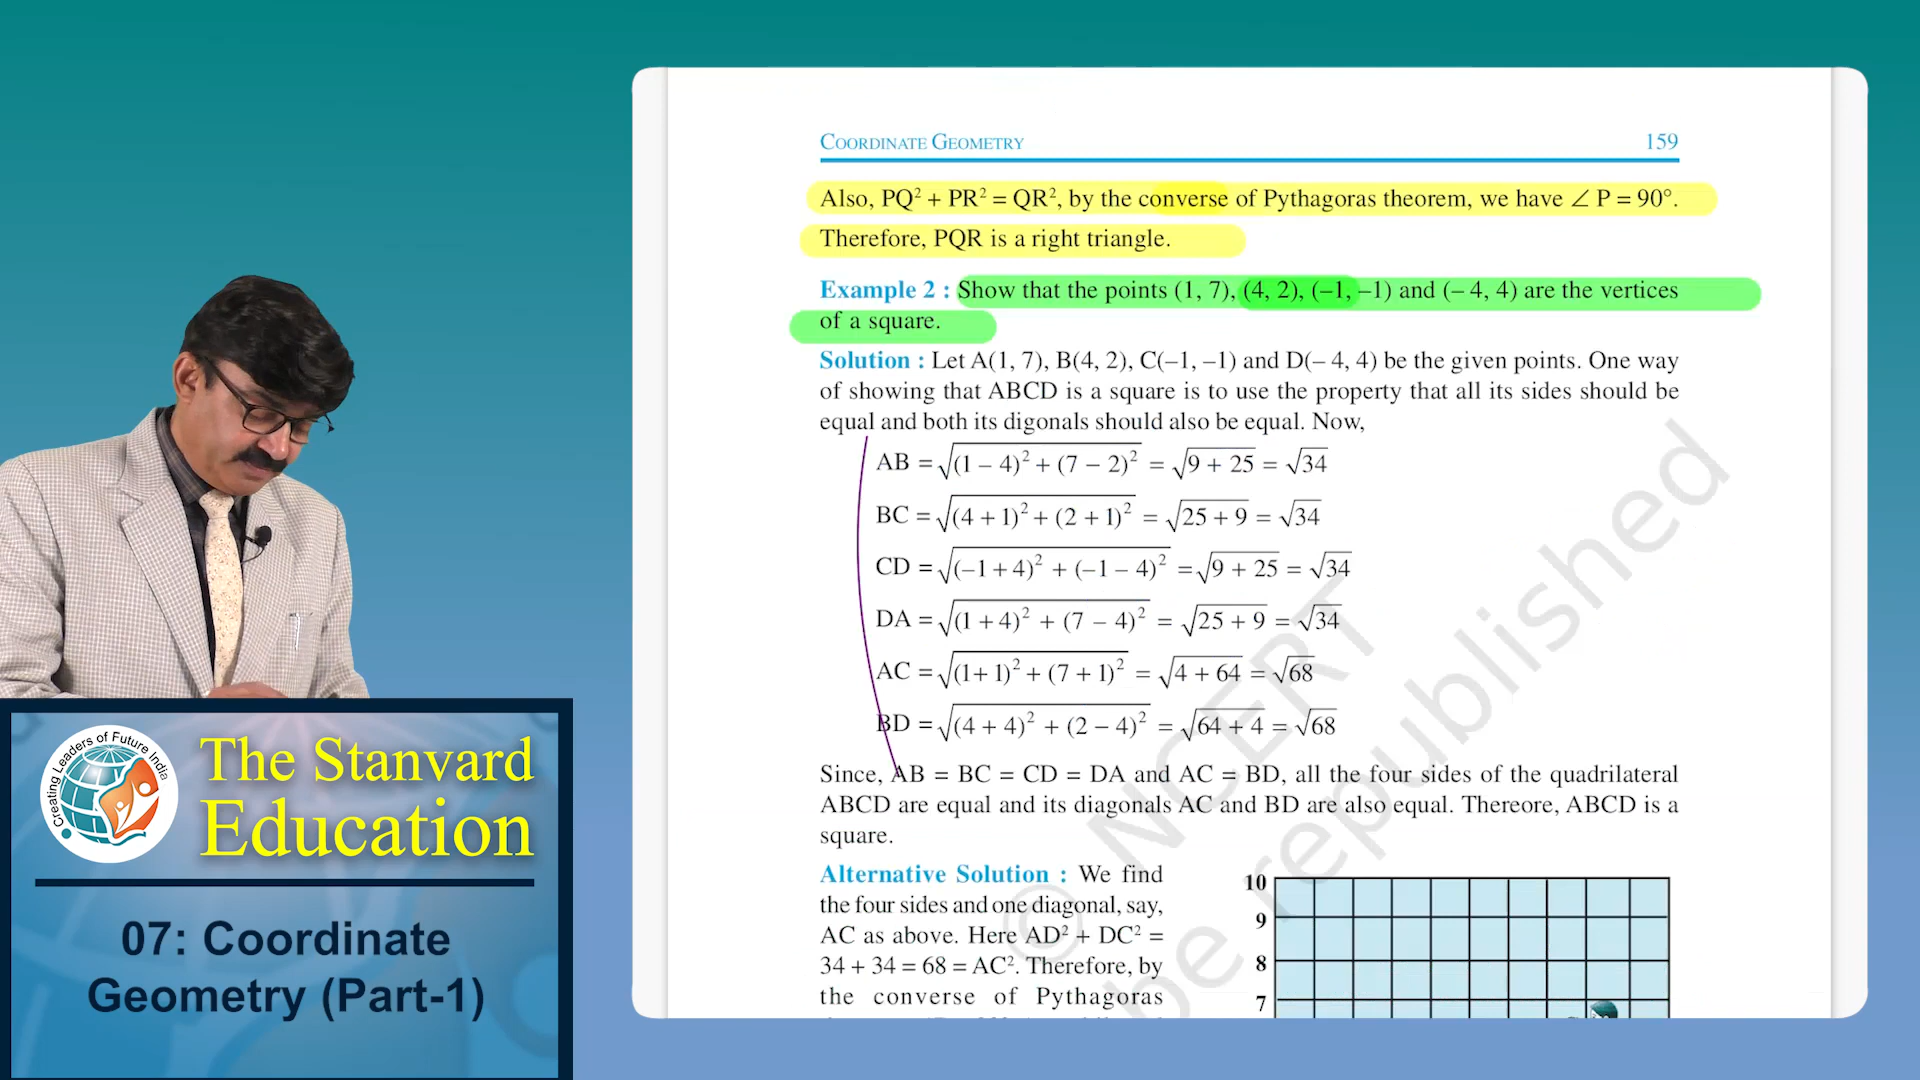 COORDINATE GEOMETRY 159
Also, PQ² + PR² = QR², by the converse of Pythagoras theorem, we have ∠ P = 90°.
Therefore, PQR is a right triangle.
Example 2 : Show that the points (1, 7), (4, 2), (–1, –1) and (– 4, 4) are the vertices
of a square.
Solution : Let A(1, 7), B(4, 2), C(–1, –1) and D(– 4, 4) be the given points. One way
of showing that ABCD is a square is to use the property that all its sides should be
equal and both its digonals should also be equal. Now,
AB = √((1 – 4)² + (7 – 2)²) = √(9 + 25) = √34
BC = √((4 + 1)² + (2 + 1)²) = √(25 + 9) = √34
CD = √((–1 + 4)² + (–1 – 4)²) = √(9 + 25) = √34
DA = √((1 + 4)² + (7 – 4)²) = √(25 + 9) = √34
AC = √((1 + 1)² + (7 + 1)²) = √(4 + 64) = √68
BD = √((4 + 4)² + (2 – 4)²) = √(64 + 4) = √68
Since, AB = BC = CD = DA and AC = BD, all the four sides of the quadrilateral
ABCD are equal and its diagonals AC and BD are also equal. Thereore, ABCD is a
square.
Alternative Solution : We find
the four sides and one diagonal, say,
AC as above. Here AD² + DC² =
34 + 34 = 68 = AC². Therefore, by
the converse of Pythagoras
10
9
8
7
© NCERT
be republished
Creating Leaders of Future India
The Stanvard
Education
07: Coordinate
Geometry (Part-1)